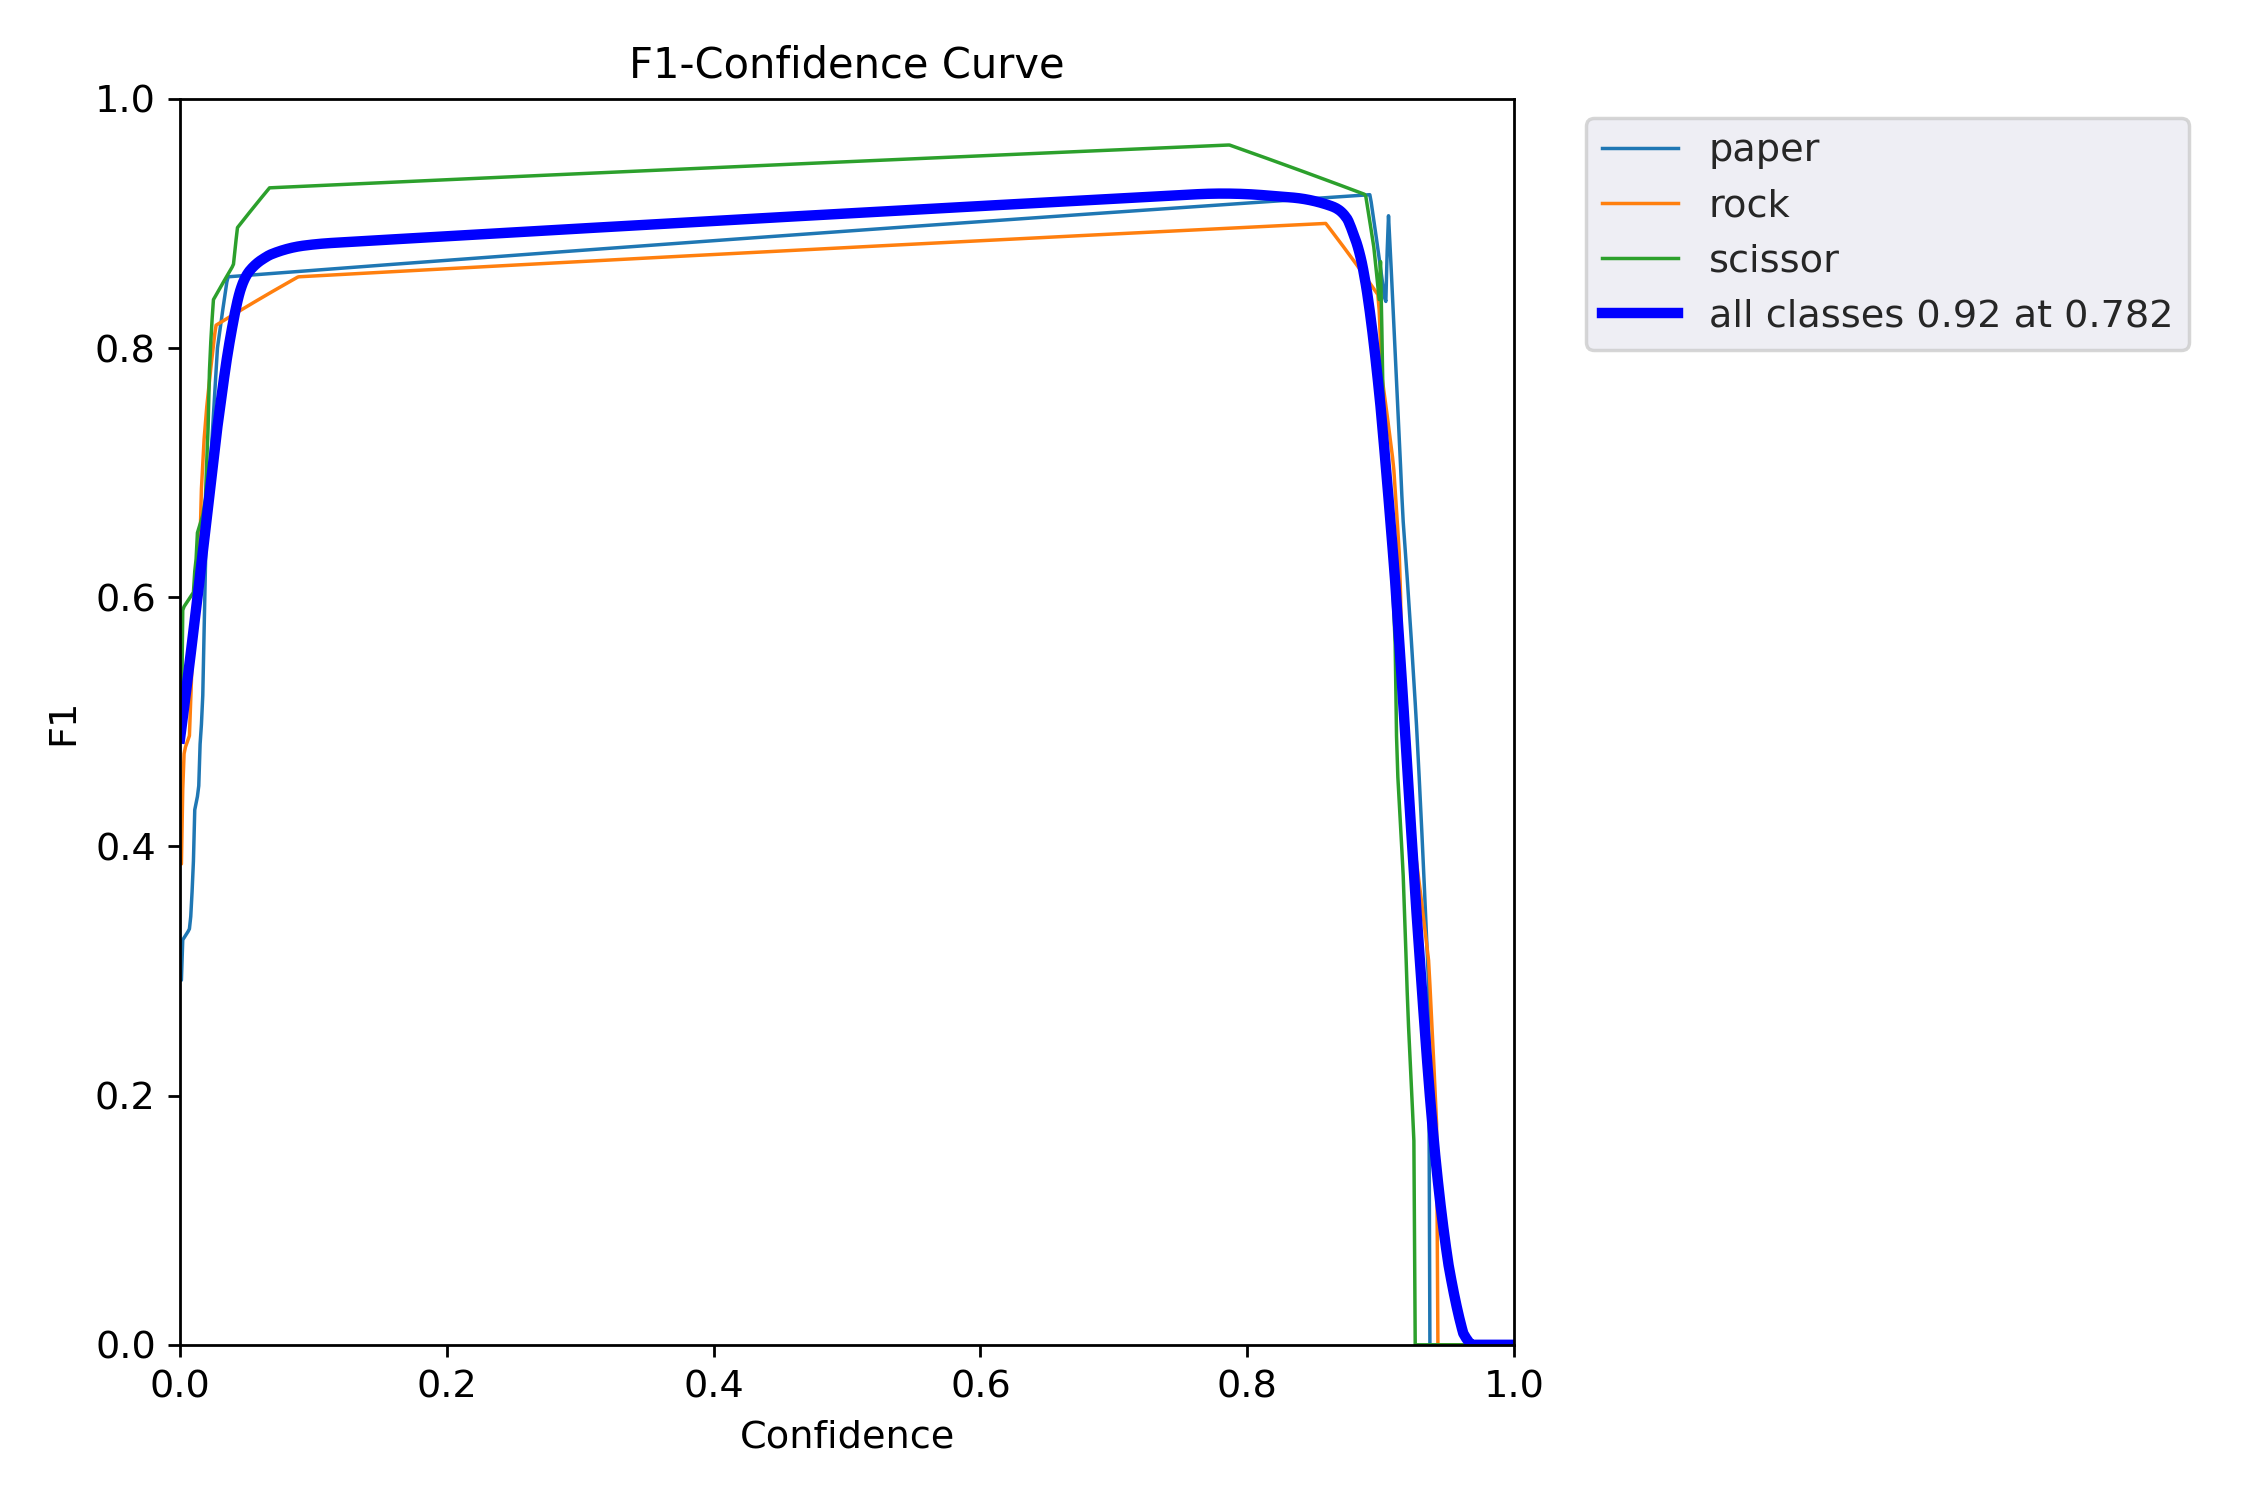 F1-Confidence Curve
1.0
0.8
0.6
0.4
0.2
0.0
F1
0.0 0.2 0.4 0.6 0.8 1.0
Confidence
paper
rock
scissor
all classes 0.92 at 0.782